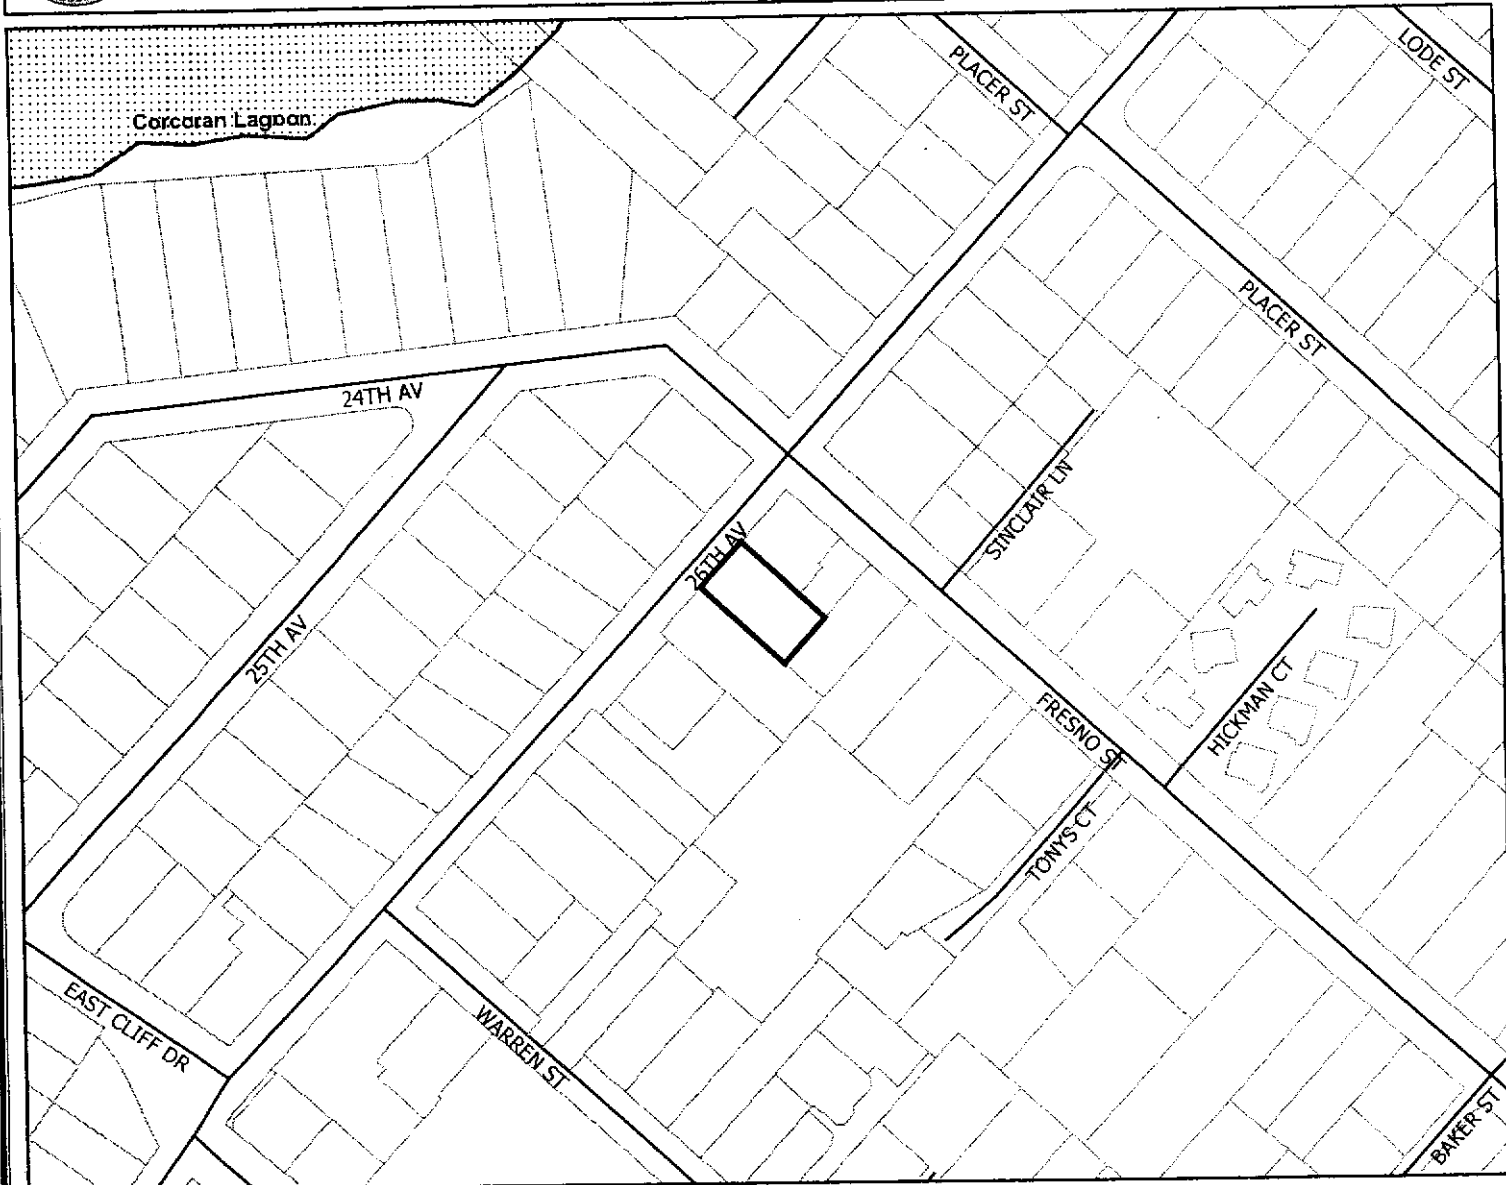 LODE ST
PLACER ST
Corcoran Lagoon
PLACER ST
24TH AV
SINCLAIR LN
26TH AV
25TH AV
HICKMAN CT
FRESNO ST
TONYS CT
EAST CLIFF DR
WARREN ST
BAKER ST